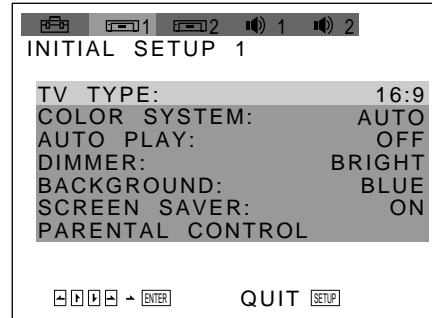 1 2 1 2
INITIAL SETUP 1
TV TYPE: 16:9
COLOR SYSTEM: AUTO
AUTO PLAY: OFF
DIMMER: BRIGHT
BACKGROUND: BLUE
SCREEN SAVER: ON
PARENTAL CONTROL
ENTER QUIT SETUP